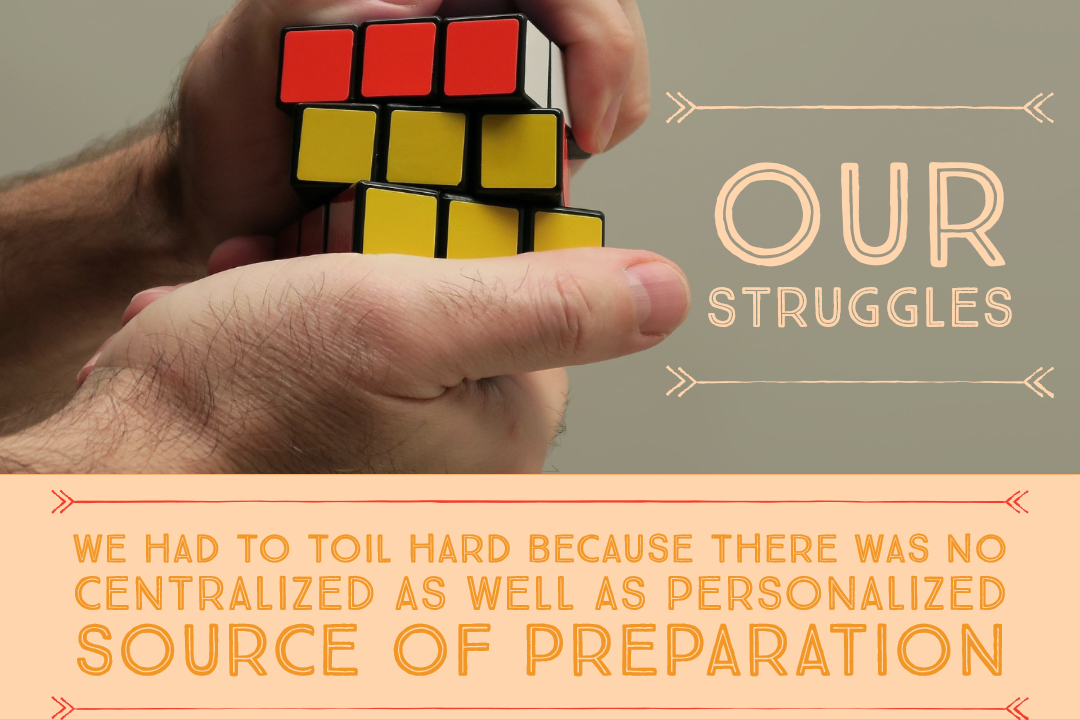 OUR
STRUGGLES
WE HAD TO TOIL HARD BECAUSE THERE WAS NO
CENTRALIZED AS WELL AS PERSONALIZED
SOURCE OF PREPARATION